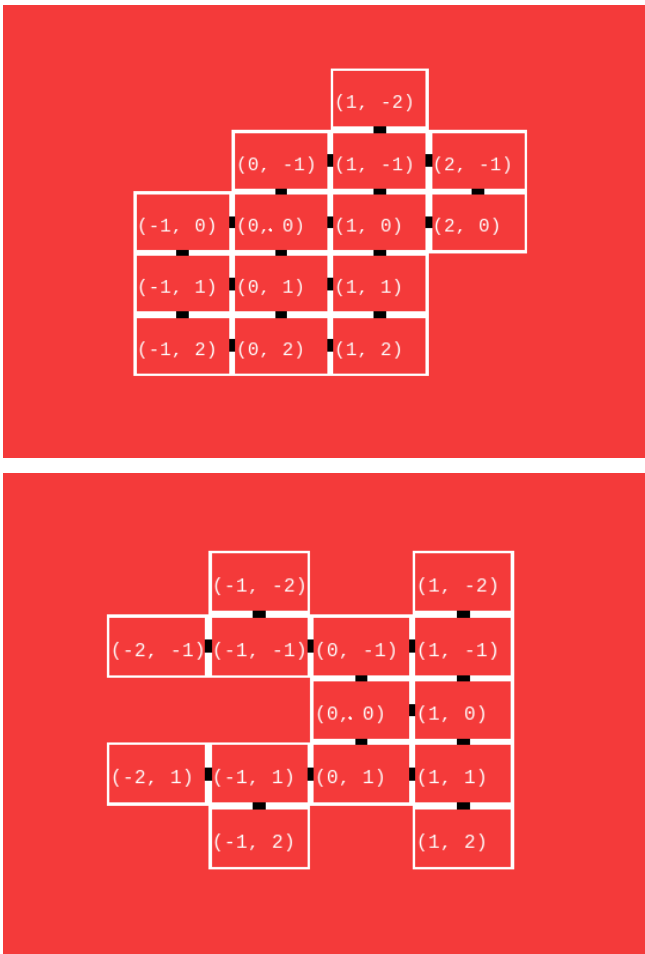 (1, -2)
(0, -1) (1, -1) (2, -1)
(-1, 0) (0, 0) (1, 0) (2, 0)
(-1, 1) (0, 1) (1, 1)
(-1, 2) (0, 2) (1, 2)
(-1, -2) (1, -2)
(-2, -1) (-1, -1) (0, -1) (1, -1)
(0, 0) (1, 0)
(-2, 1) (-1, 1) (0, 1) (1, 1)
(-1, 2) (1, 2)